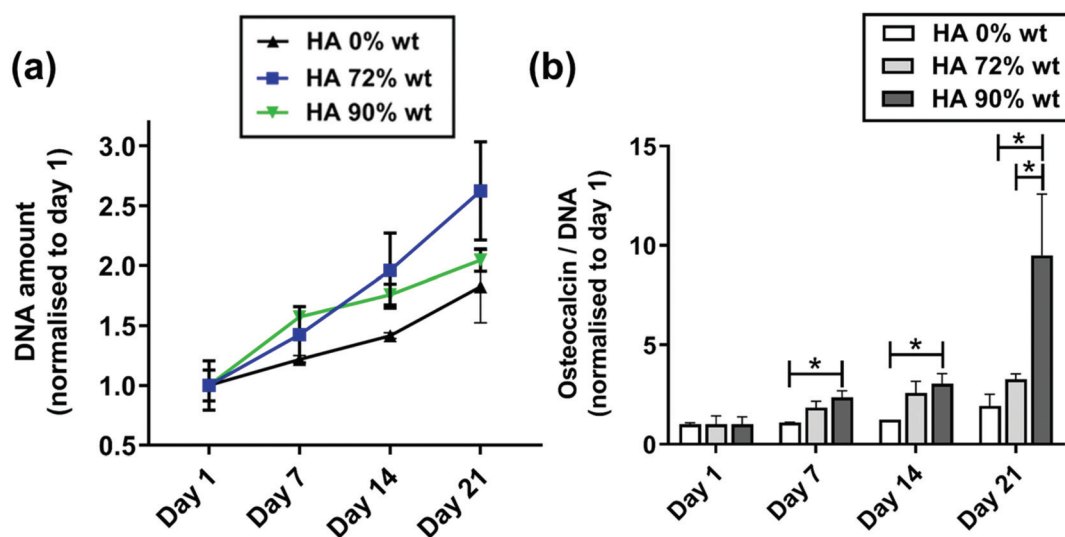 (a)
HA 0% wt
HA 72% wt
HA 90% wt
DNA amount
(normalised to day 1)
3.0
2.5
2.0
1.5
1.0
0.5
Day 1
Day 7
Day 14
Day 21
(b)
HA 0% wt
HA 72% wt
HA 90% wt
Osteocalcin / DNA
(normalised to day 1)
15
10
5
0
*
*
*
*
Day 1
Day 7
Day 14
Day 21